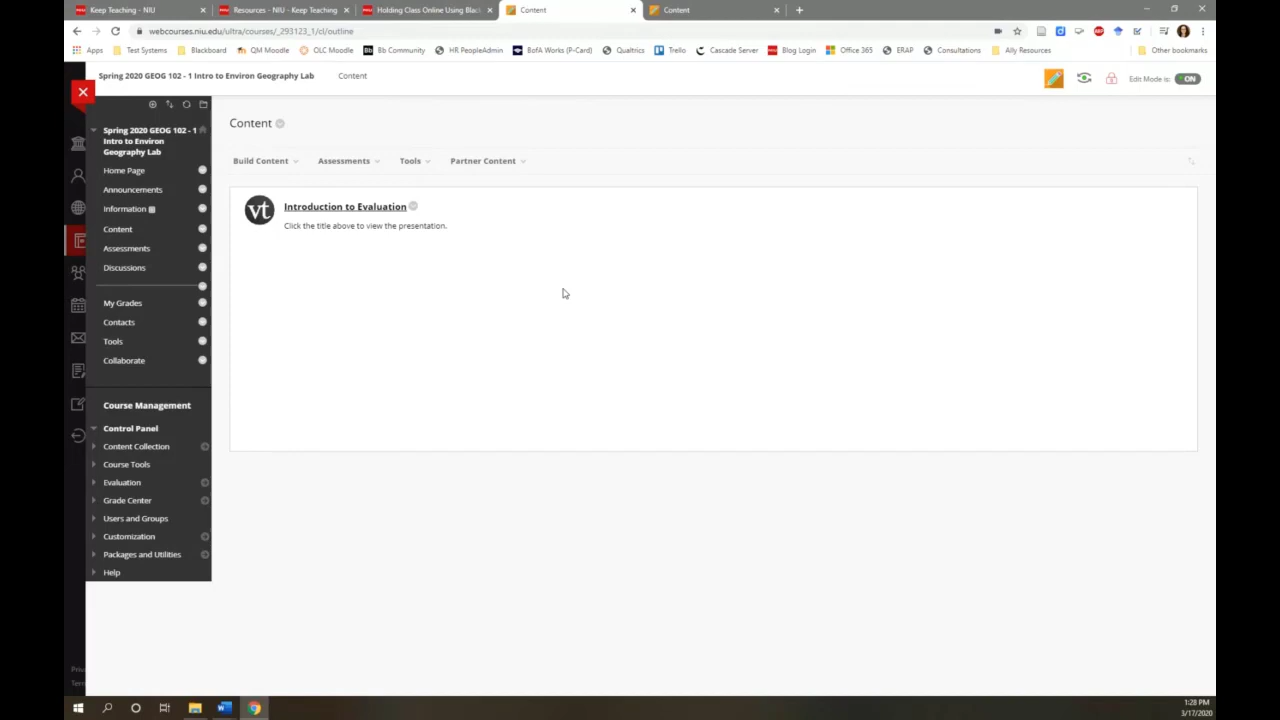 Keep Teaching - NIU
Resources - NIU - Keep Teaching
Holding Class Online Using Blac
Content
Content
webcourses.niu.edu/ultra/courses/_293123_1/cl/outline
Apps Test Systems Blackboard QM Moodle OLC Moodle Bb Community HR PeopleAdmin BofA Works (P-Card) Qualtrics Trello Cascade Server Blog Login Office 365 ERAP Consultations Ally Resources Other bookmarks
Spring 2020 GEOG 102 - 1 Intro to Environ Geography Lab Content
Edit Mode is: ON
Spring 2020 GEOG 102 - 1
Intro to Environ
Geography Lab
Home Page
Announcements
Information
Content
Assessments
Discussions
My Grades
Contacts
Tools
Collaborate
Course Management
Control Panel
Content Collection
Course Tools
Evaluation
Grade Center
Users and Groups
Customization
Packages and Utilities
Help
Content
Build Content Assessments Tools Partner Content
vt
Introduction to Evaluation
Click the title above to view the presentation.
Priv
Tern
1:28 PM
3/17/2020